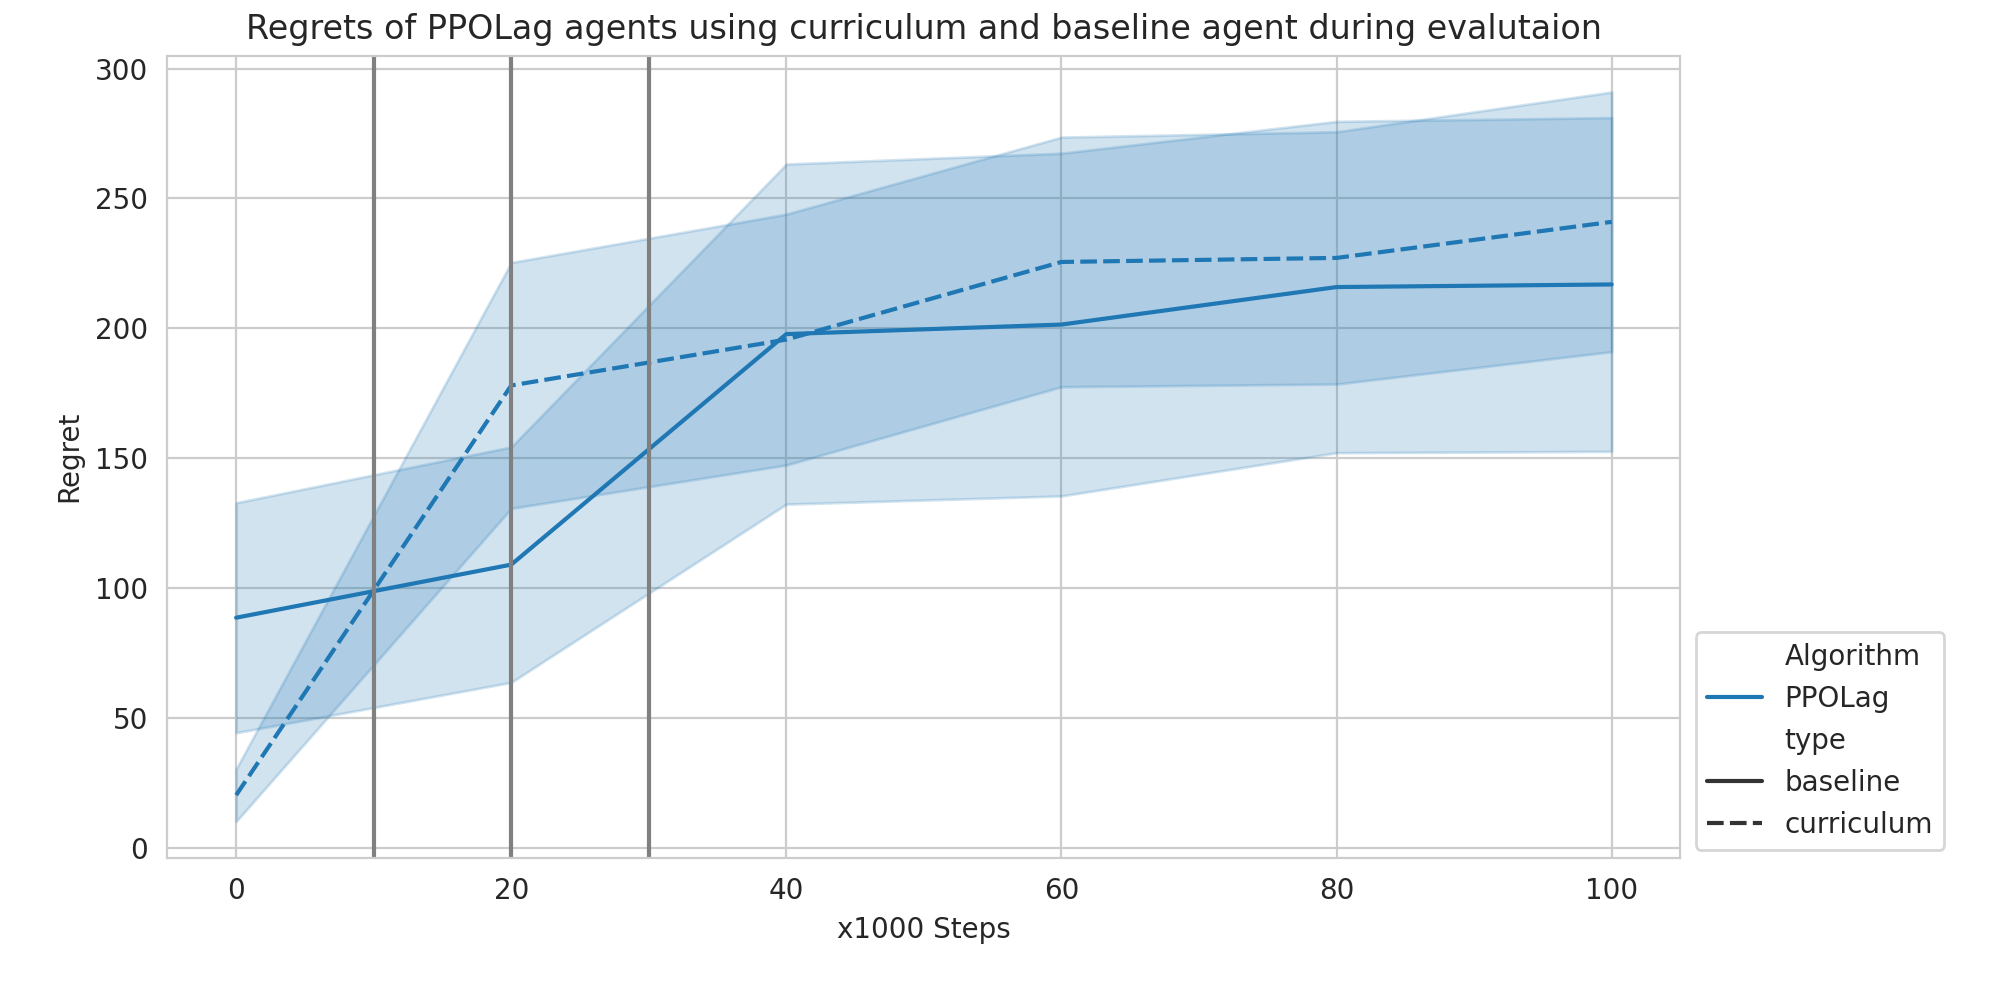 Regrets of PPOLag agents using curriculum and baseline agent during evalutaion
300
250
200
150
100
50
0
Regret
0 20 40 60 80 100
x1000 Steps
Algorithm
PPOLag
type
baseline
curriculum